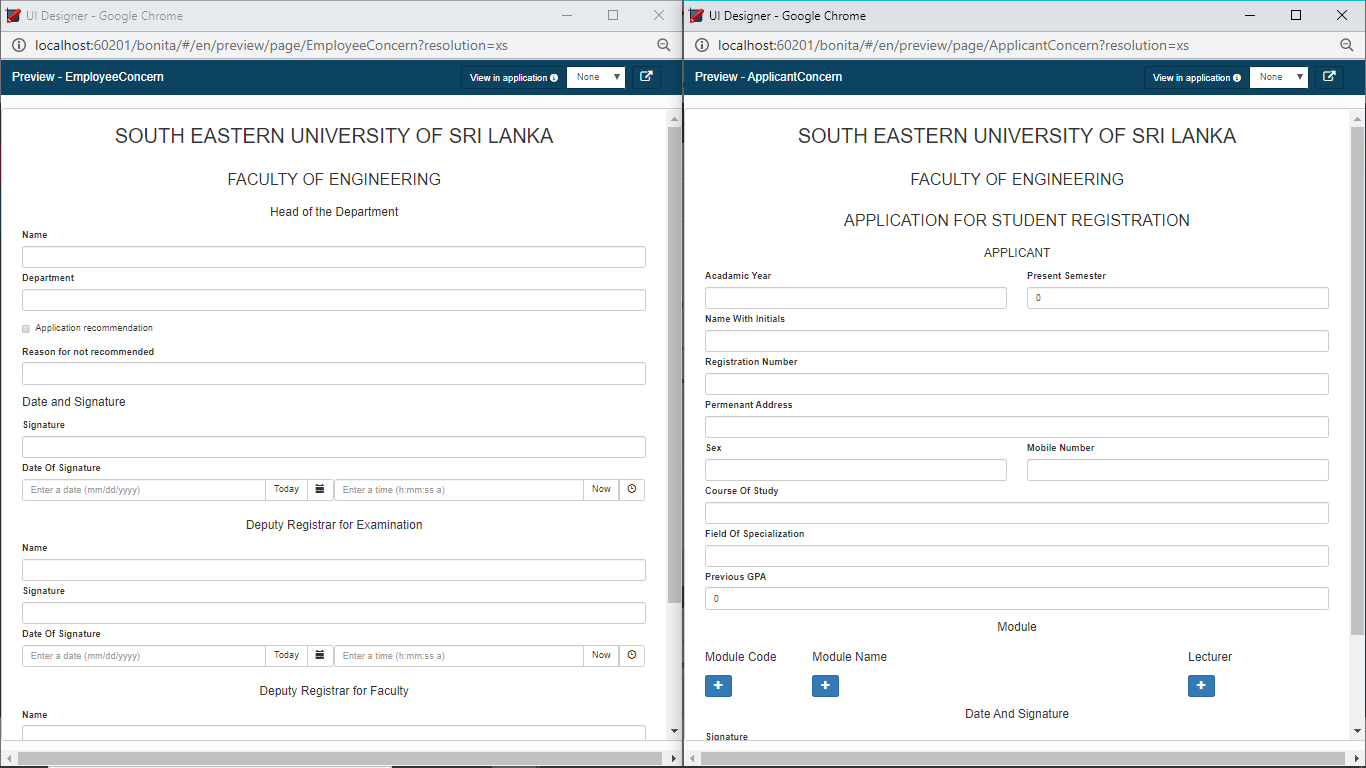 UI Designer - Google Chrome
localhost:60201/bonita/#/en/preview/page/EmployeeConcern?resolution=xs
Preview - EmployeeConcern
View in application
None
SOUTH EASTERN UNIVERSITY OF SRI LANKA
FACULTY OF ENGINEERING
Head of the Department
Name
Department
Application recommendation
Reason for not recommended
Date and Signature
Signature
Date Of Signature
Enter a date (mm/dd/yyyy) Today Enter a time (h:mm:ss a) Now
Deputy Registrar for Examination
Name
Signature
Date Of Signature
Enter a date (mm/dd/yyyy) Today Enter a time (h:mm:ss a) Now
Deputy Registrar for Faculty
Name
UI Designer - Google Chrome
localhost:60201/bonita/#/en/preview/page/ApplicantConcern?resolution=xs
Preview - ApplicantConcern
View in application
None
SOUTH EASTERN UNIVERSITY OF SRI LANKA
FACULTY OF ENGINEERING
APPLICATION FOR STUDENT REGISTRATION
APPLICANT
Acadamic Year Present Semester
0
Name With Initials
Registration Number
Permenant Address
Sex Mobile Number
Course Of Study
Field Of Specialization
Previous GPA
0
Module
Module Code Module Name Lecturer
+ + +
Date And Signature
Signature